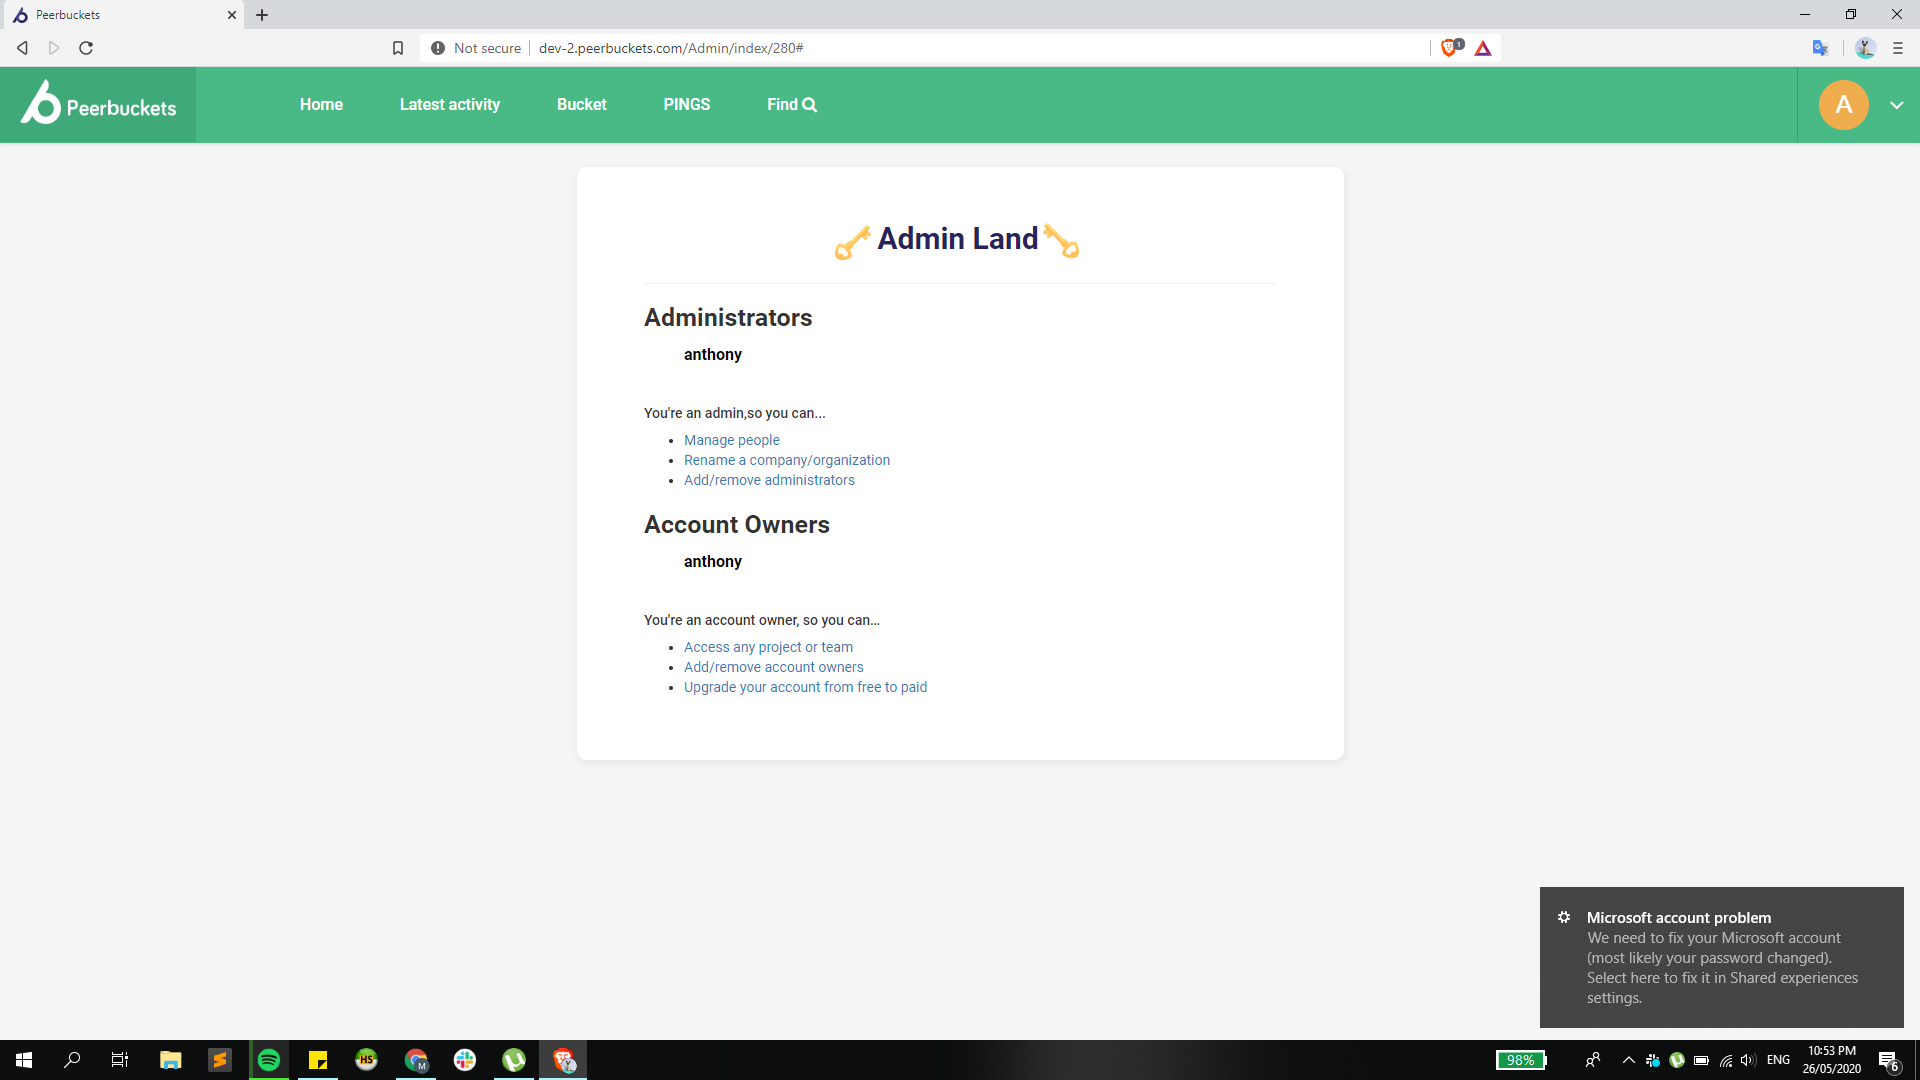 Peerbuckets
Not secure
dev-2.peerbuckets.com/Admin/index/280#
1
Peerbuckets
Home
Latest activity
Bucket
PINGS
Find
A
Admin Land
Administrators
anthony
You're an admin,so you can...
Manage people
Rename a company/organization
Add/remove administrators
Account Owners
anthony
You're an account owner, so you can...
Access any project or team
Add/remove account owners
Upgrade your account from free to paid
Microsoft account problem
We need to fix your Microsoft account
(most likely your password changed).
Select here to fix it in Shared experiences
settings.
HS
M
98%
ENG
10:53 PM
26/05/2020
6